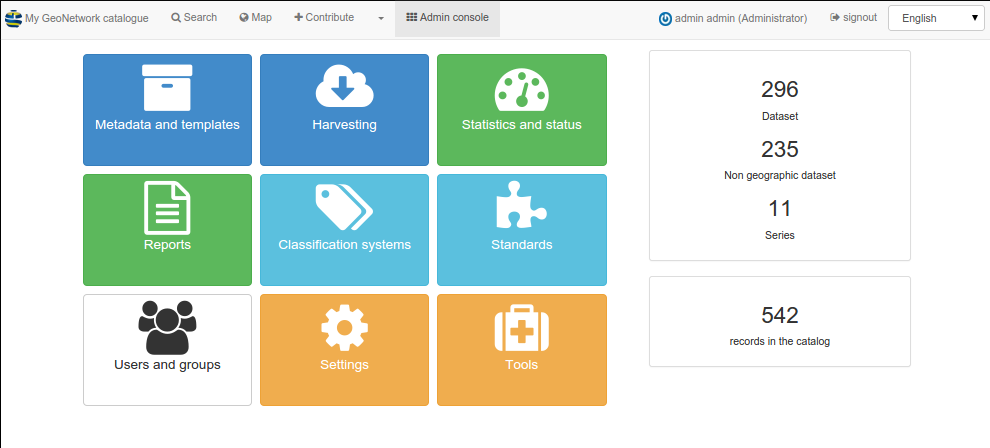 My GeoNetwork catalogue Search Map Contribute Admin console admin admin (Administrator) signout English
Metadata and templates
Harvesting
Statistics and status
Reports
Classification systems
Standards
Users and groups
Settings
Tools
296
Dataset
235
Non geographic dataset
11
Series
542
records in the catalog